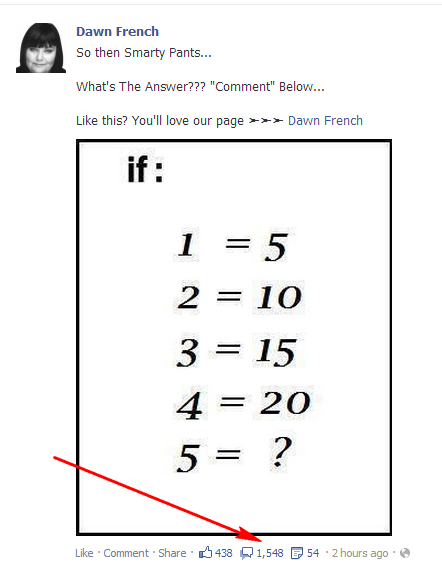 Dawn French
So then Smarty Pants...
What's The Answer??? "Comment" Below...
Like this? You'll love our page ➤➤➤ Dawn French
if:
1 = 5
2 = 10
3 = 15
4 = 20
5 = ?
Like · Comment · Share · 438 1,548 54 · 2 hours ago ·